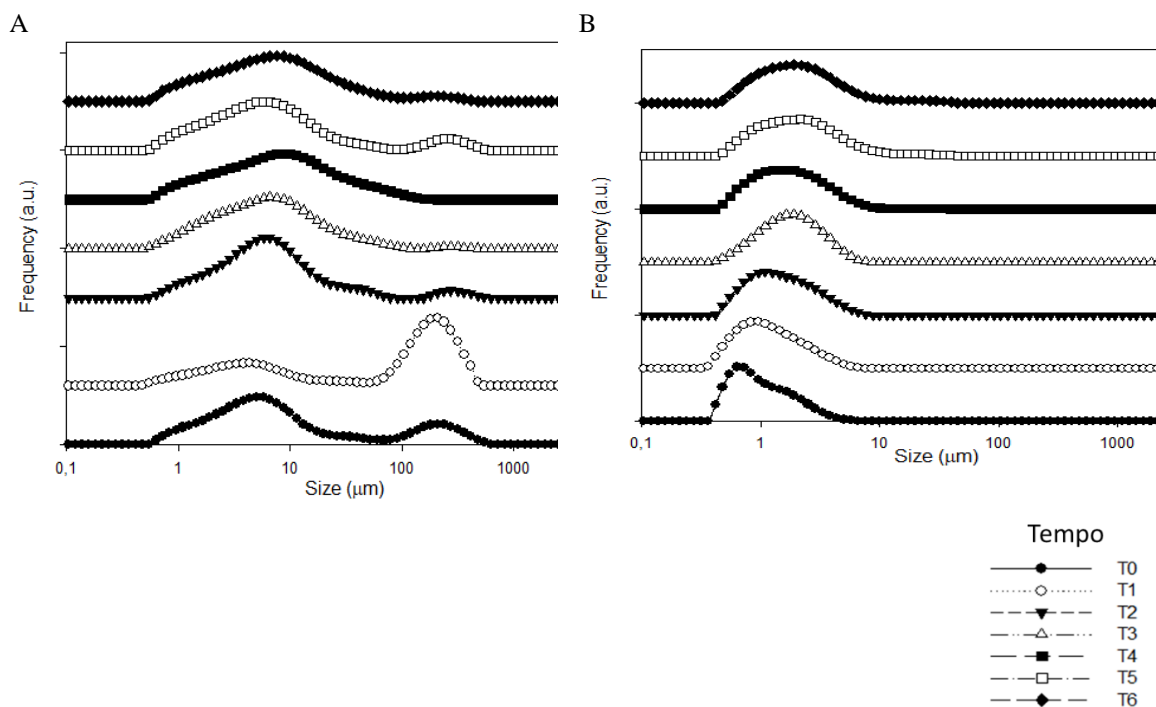 A
Frequency (a.u.)
0,1 1 10 100 1000
Size (μm)
B
Frequency (a.u.)
0,1 1 10 100 1000
Size (μm)
Tempo
T0
T1
T2
T3
T4
T5
T6